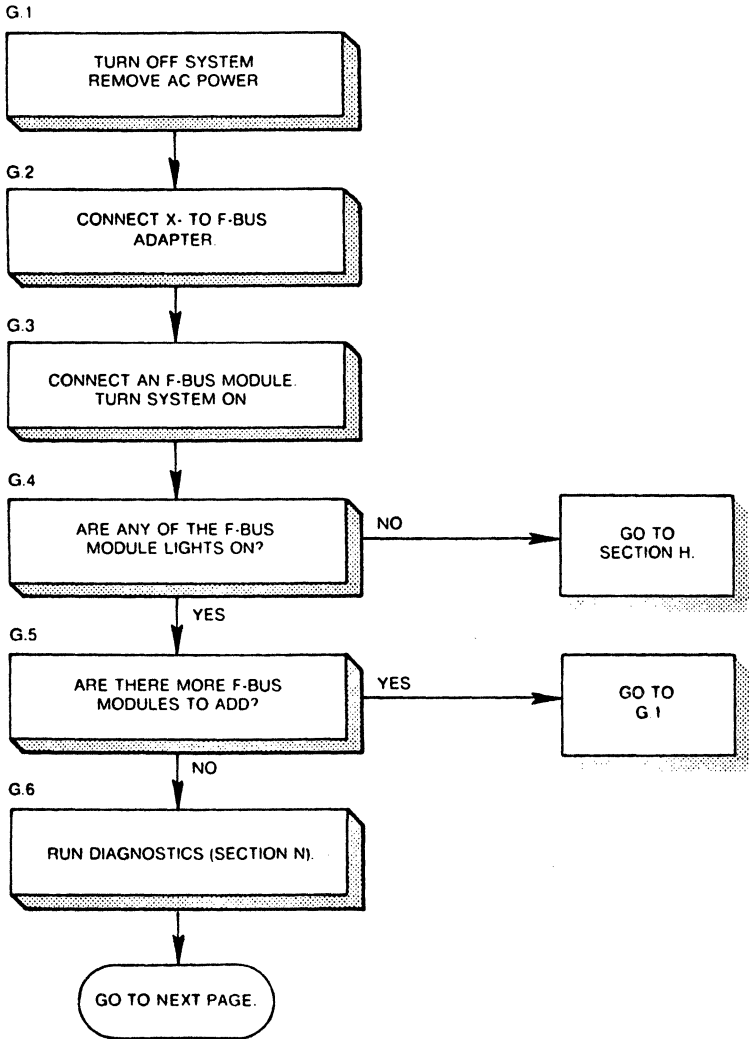 G.1
TURN OFF SYSTEM
REMOVE AC POWER
G.2
CONNECT X- TO F-BUS
ADAPTER.
G.3
CONNECT AN F-BUS MODULE.
TURN SYSTEM ON
G.4
ARE ANY OF THE F-BUS
MODULE LIGHTS ON?
NO
GO TO
SECTION H.
YES
G.5
ARE THERE MORE F-BUS
MODULES TO ADD?
YES
GO TO
G.1
NO
G.6
RUN DIAGNOSTICS (SECTION N).
GO TO NEXT PAGE.